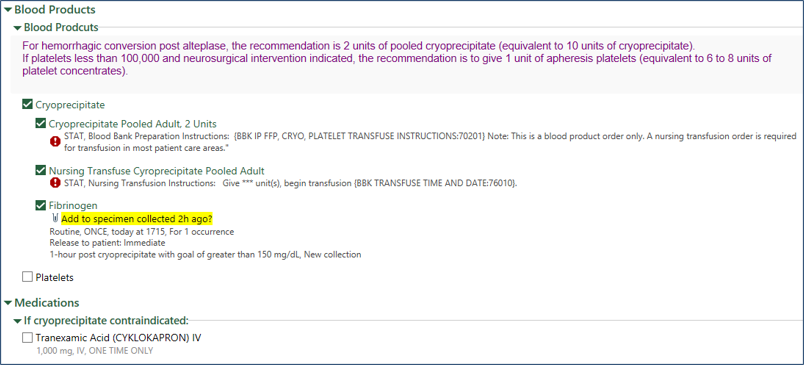 Blood Products
Blood Prodcuts
For hemorrhagic conversion post alteplase, the recommendation is 2 units of pooled cryoprecipitate (equivalent to 10 units of cryoprecipitate).
If platelets less than 100,000 and neurosurgical intervention indicated, the recommendation is to give 1 unit of apheresis platelets (equivalent to 6 to 8 units of
platelet concentrates).
Cryoprecipitate
Cryoprecipitate Pooled Adult, 2 Units
STAT, Blood Bank Preparation Instructions: {BBK IP FFP, CRYO, PLATELET TRANSFUSE INSTRUCTIONS:70201} Note: This is a blood product order only. A nursing transfusion order is required
for transfusion in most patient care areas."
Nursing Transfuse Cyroprecipitate Pooled Adult
STAT, Nursing Transfusion Instructions: Give *** unit(s), begin transfusion {BBK TRANSFUSE TIME AND DATE:76010}.
Fibrinogen
Add to specimen collected 2h ago?
Routine, ONCE, today at 1715, For 1 occurrence
Release to patient: Immediate
1-hour post cryoprecipitate with goal of greater than 150 mg/dL, New collection
Platelets
Medications
If cryoprecipitate contraindicated:
Tranexamic Acid (CYKLOKAPRON) IV
1,000 mg, IV, ONE TIME ONLY